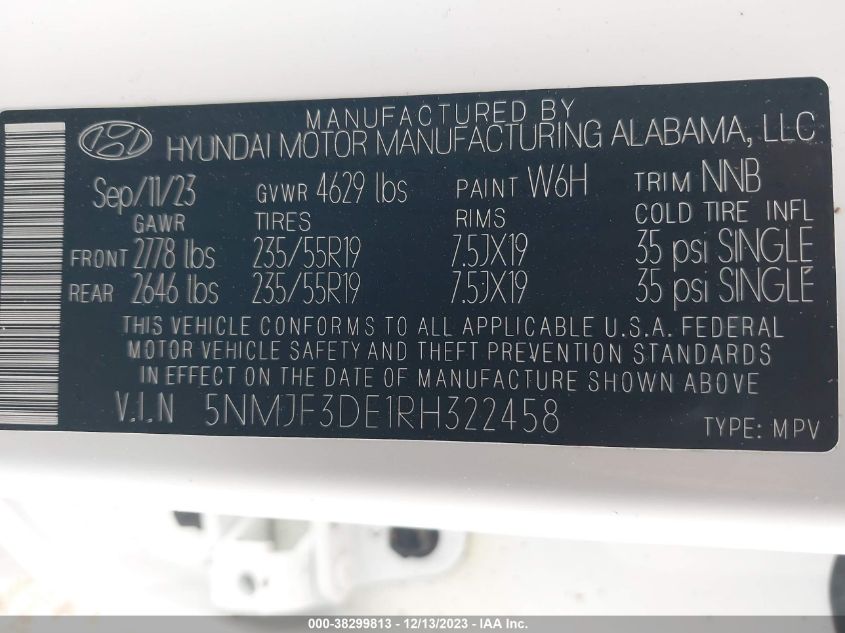 MANUFACTURED BY
HYUNDAI MOTOR MANUFACTURING ALABAMA, LLC
Sep/11/23 GVWR 4629 lbs PAINT W6H TRIM NNB
GAWR TIRES RIMS COLD TIRE INFL
FRONT 2778 lbs 235/55R19 7.5JX19 35 psi SINGLE
REAR 2646 lbs 235/55R19 7.5JX19 35 psi SINGLE
THIS VEHICLE CONFORMS TO ALL APPLICABLE U.S.A. FEDERAL
MOTOR VEHICLE SAFETY AND THEFT PREVENTION STANDARDS
IN EFFECT ON THE DATE OF MANUFACTURE SHOWN ABOVE
V.I.N 5NMJF3DE1RH322458 TYPE: MPV
000-38299813 - 12/13/2023 - IAA Inc.